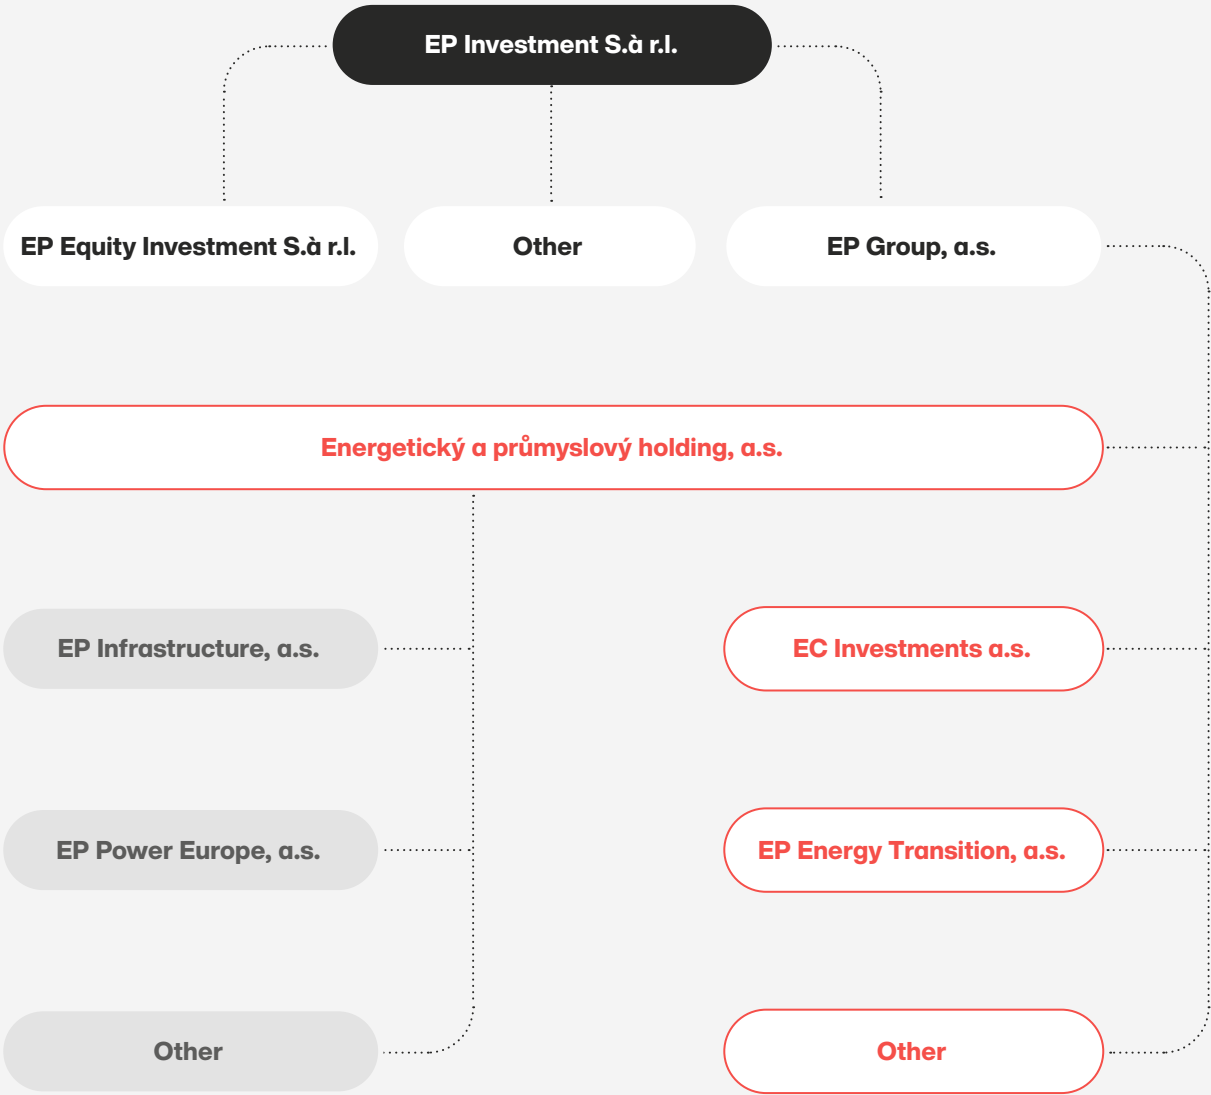 EP Investment S.à r.l.
EP Equity Investment S.à r.l.
Other
EP Group, a.s.
Energetický a průmyslový holding, a.s.
EP Infrastructure, a.s.
EC Investments a.s.
EP Power Europe, a.s.
EP Energy Transition, a.s.
Other
Other